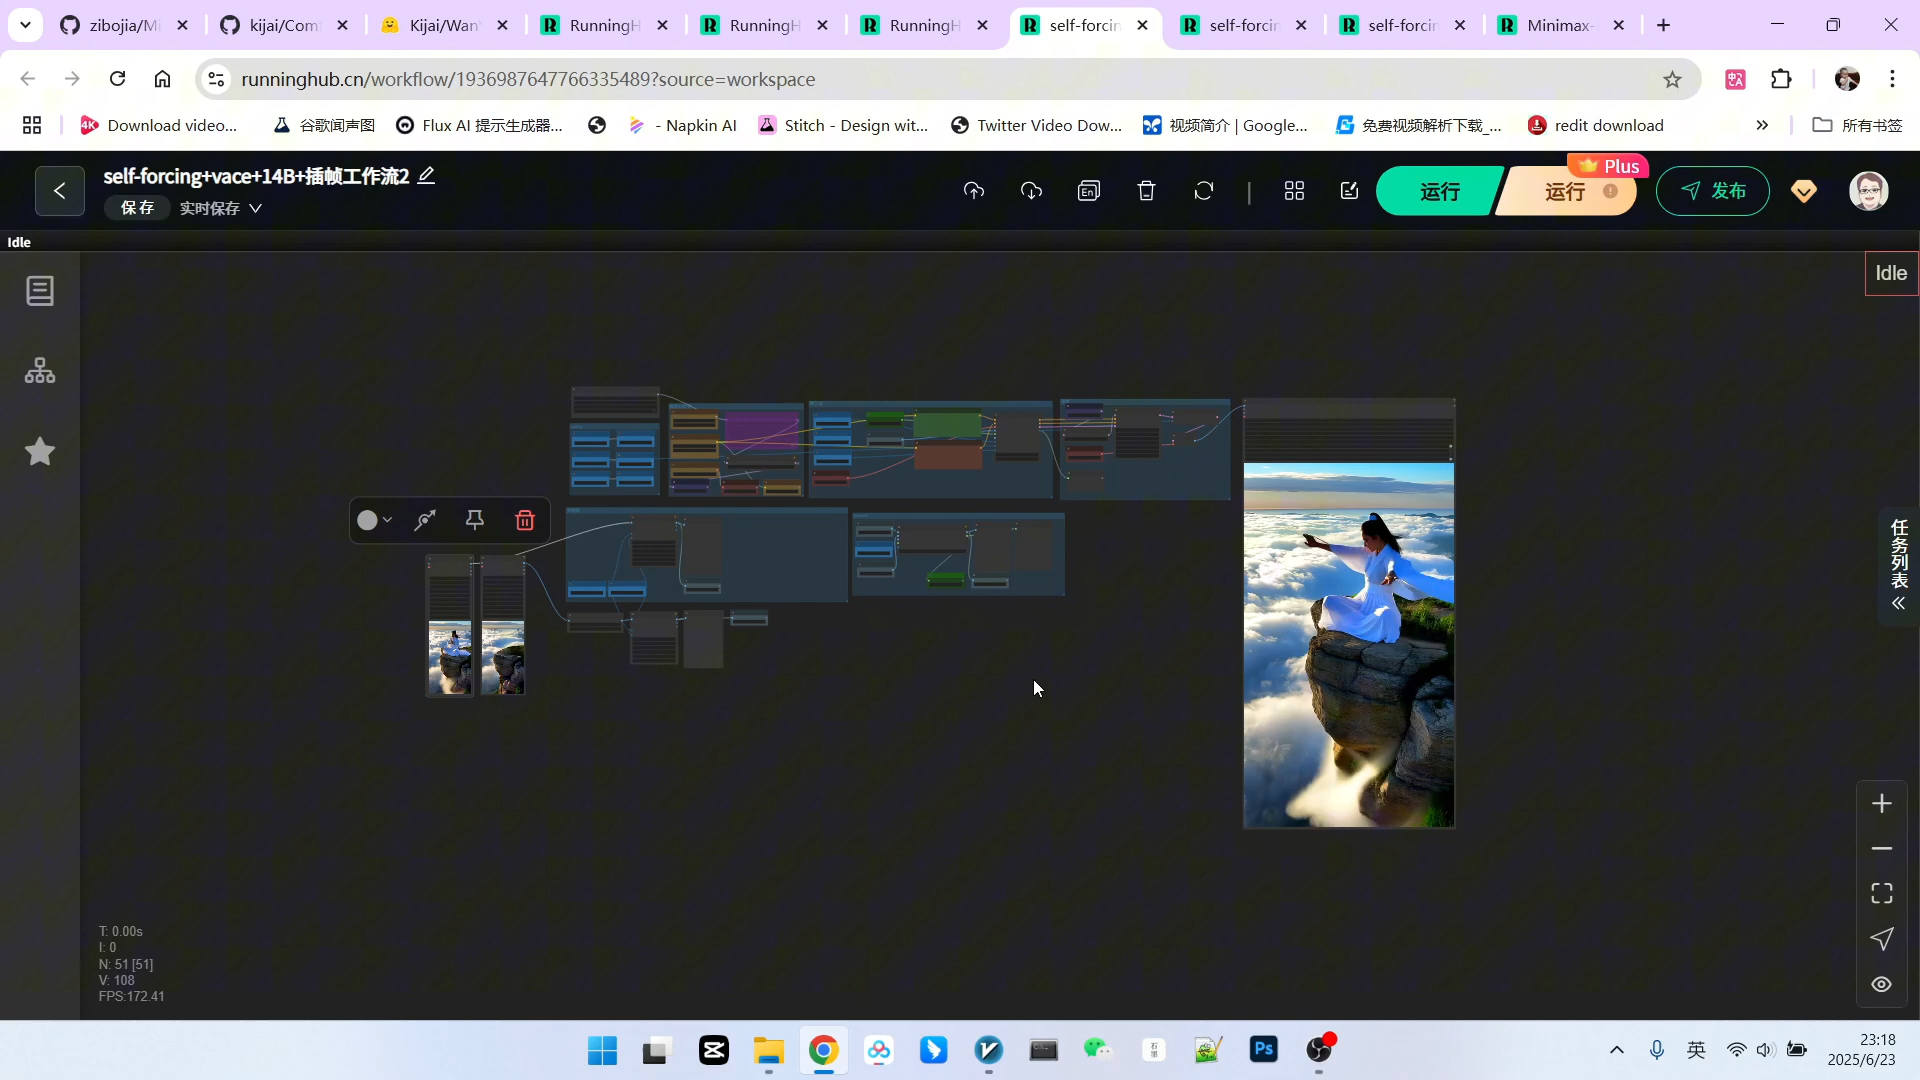 zibojia/Mi
kijai/Com
Kijai/Wan
RunningH
RunningH
RunningH
self-forcin
self-forcin
self-forcin
Minimax-
runninghub.cn/workflow/1936987647766335489?source=workspace
Download video...
谷歌闻声图
Flux AI 提示生成器...
- Napkin AI
Stitch - Design wit...
Twitter Video Dow...
视频简介 | Google...
免费视频解析下载_...
redit download
所有书签
self-forcing+vace+14B+插帧工作流2
保存
实时保存
En
运行
运行
Plus
发布
Idle
Idle
任务列表
T: 0.00s
I: 0
N: 51 [51]
V: 108
FPS:172.41
Ps
英
23:18
2025/6/23